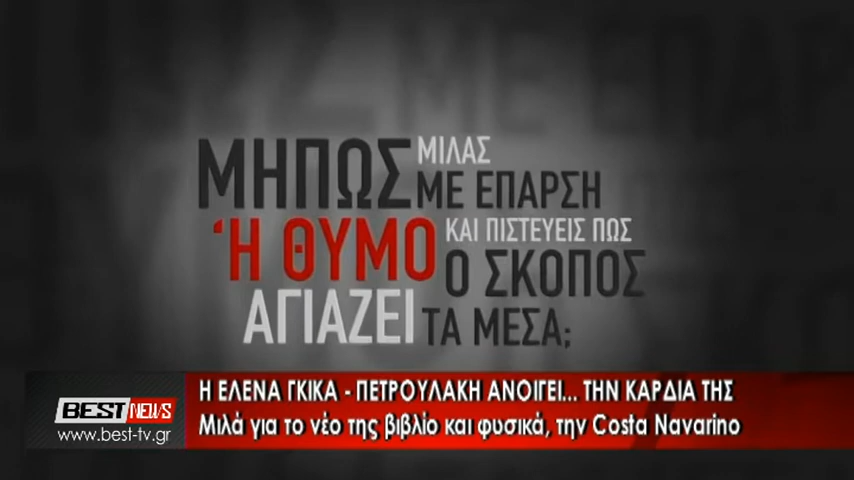 ΜΗΠΩΣ ΜΙΛΑΣ
ΜΕ ΕΠΑΡΣΗ
Ή ΘΥΜΟ ΚΑΙ ΠΙΣΤΕΥΕΙΣ ΠΩΣ
Ο ΣΚΟΠΟΣ
ΑΓΙΑΖΕΙ ΤΑ ΜΕΣΑ;
Η ΕΛΕΝΑ ΓΚΙΚΑ - ΠΕΤΡΟΥΛΑΚΗ ΑΝΟΙΓΕΙ... ΤΗΝ ΚΑΡΔΙΑ ΤΗΣ
Μιλά για το νέο της βιβλίο και φυσικά, την Costa Navarino
BEST NEWS
www.best-tv.gr